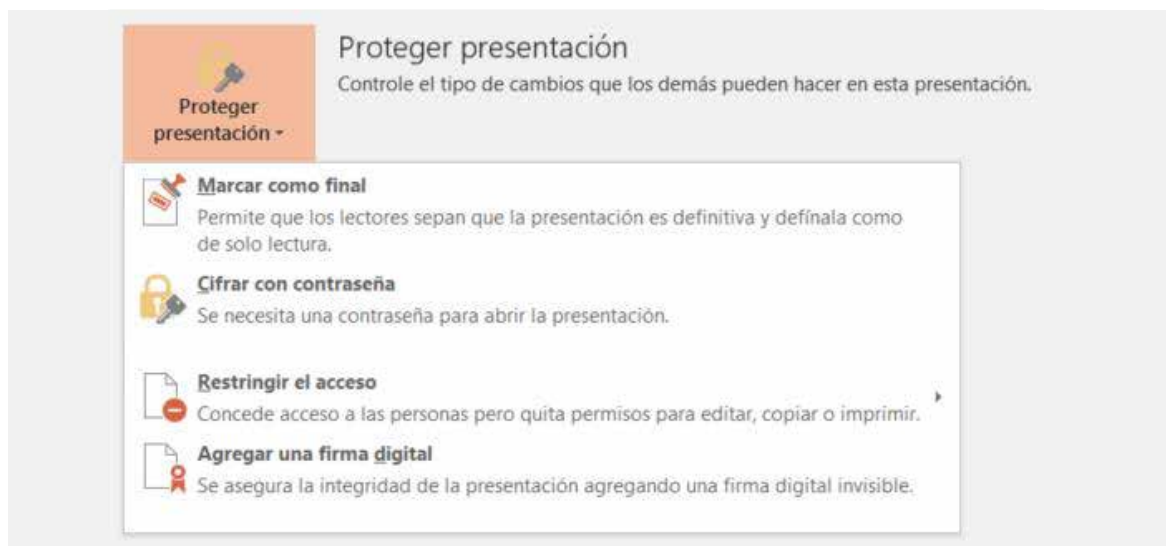 Proteger presentación
Proteger presentación
Controle el tipo de cambios que los demás pueden hacer en esta presentación.
Marcar como final
Permite que los lectores sepan que la presentación es definitiva y defínala como
de solo lectura.
Cifrar con contraseña
Se necesita una contraseña para abrir la presentación.
Restringir el acceso
Concede acceso a las personas pero quita permisos para editar, copiar o imprimir.
Agregar una firma digital
Se asegura la integridad de la presentación agregando una firma digital invisible.